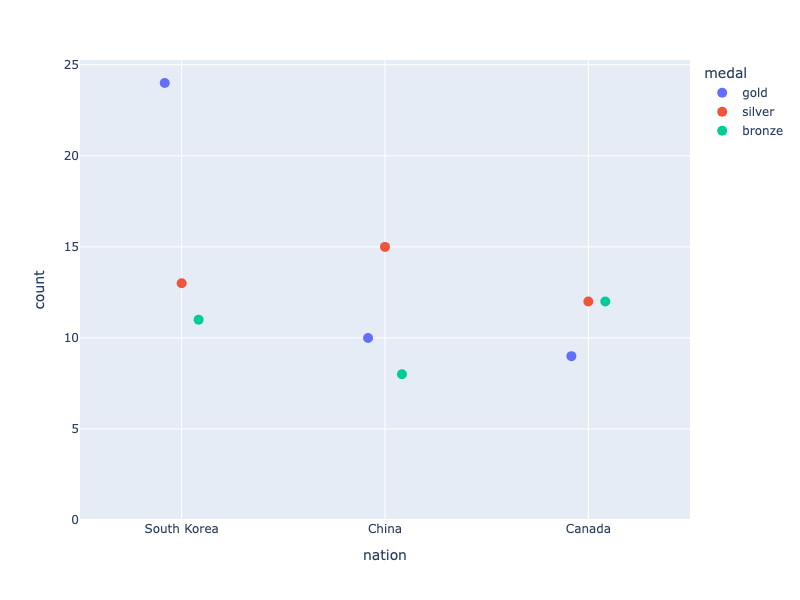 medal
gold
silver
bronze
25
20
15
10
5
0
count
South Korea
China
Canada
nation